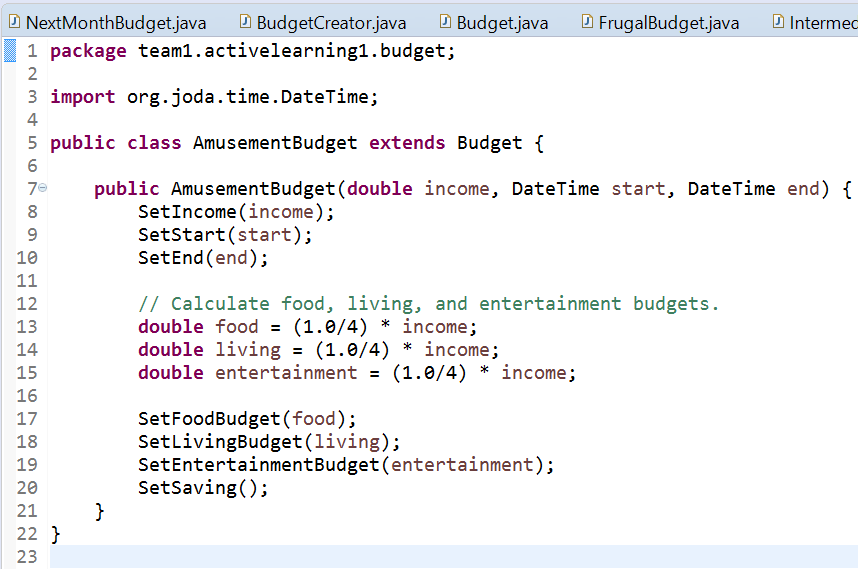 NextMonthBudget.java BudgetCreator.java Budget.java FrugalBudget.java Intermed
1 package team1.activelearning1.budget;
2
3 import org.joda.time.DateTime;
4
5 public class AmusementBudget extends Budget {
6
7 public AmusementBudget(double income, DateTime start, DateTime end) {
8 SetIncome(income);
9 SetStart(start);
10 SetEnd(end);
11
12 // Calculate food, living, and entertainment budgets.
13 double food = (1.0/4) * income;
14 double living = (1.0/4) * income;
15 double entertainment = (1.0/4) * income;
16
17 SetFoodBudget(food);
18 SetLivingBudget(living);
19 SetEntertainmentBudget(entertainment);
20 SetSaving();
21 }
22 }
23